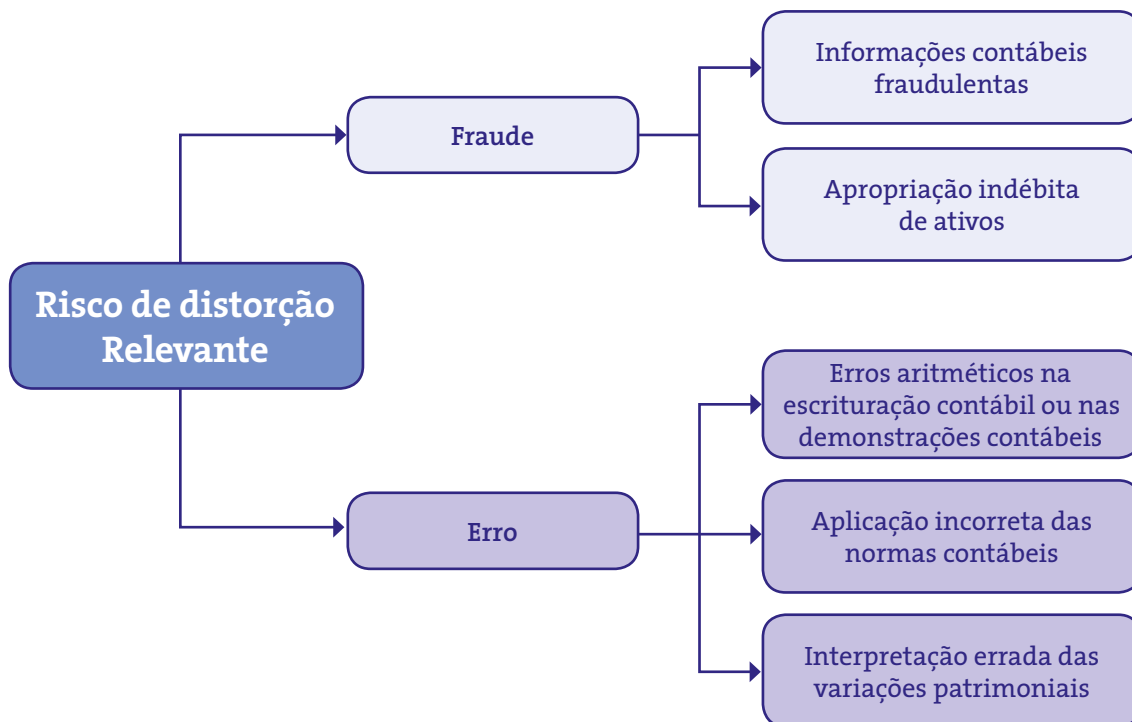 Risco de distorção
Relevante
Fraude
Informações contábeis
fraudulentas
Apropriação indébita
de ativos
Erro
Erros aritméticos na
escrituração contábil ou nas
demonstrações contábeis
Aplicação incorreta das
normas contábeis
Interpretação errada das
variações patrimoniais